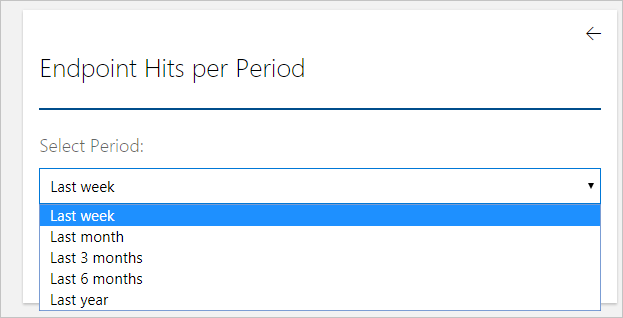 Endpoint Hits per Period
Select Period:
Last week
Last week
Last month
Last 3 months
Last 6 months
Last year